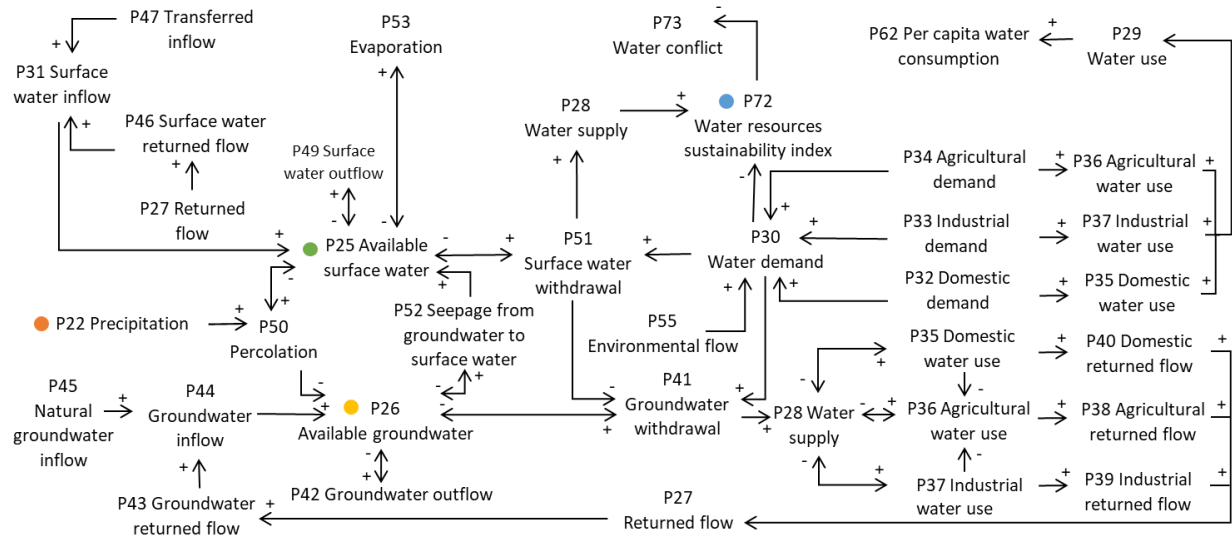 P47 Transferred
inflow
P53
Evaporation
P73
Water conflict
P62 Per capita water
consumption
P29
Water use
P31 Surface
water inflow
P46 Surface water
returned flow
P49 Surface
water outflow
P28
Water supply
P72
Water resources
sustainability index
P34 Agricultural
demand
P36 Agricultural
water use
P27 Returned
flow
P25 Available
surface water
P51
Surface water
withdrawal
P30
Water demand
P33 Industrial
demand
P37 Industrial
water use
P32 Domestic
demand
P35 Domestic
water use
P22 Precipitation
P50
Percolation
P52 Seepage from
groundwater to
surface water
P55
Environmental flow
P35 Domestic
water use
P40 Domestic
returned flow
P45
Natural
groundwater
inflow
P44
Groundwater
inflow
P26
Available groundwater
P41
Groundwater
withdrawal
P28 Water
supply
P36 Agricultural
water use
P38 Agricultural
returned flow
P43 Groundwater
returned flow
P42 Groundwater outflow
P27
Returned flow
P37 Industrial
water use
P39 Industrial
returned flow